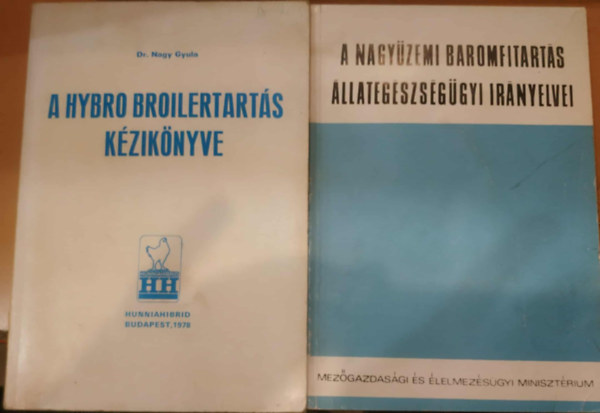 Dr. Nagy Gyula
A HYBRO BROILERTARTÁS
KÉZIKÖNYVE
HH
HUNNIAHIBRID
BUDAPEST, 1978
A NAGYÜZEMI BAROMFITARTÁS
ÁLLATEGÉSZSÉGÜGYI IRÁNYELVEI
MEZŐGAZDASÁGI ÉS ÉLELMEZÉSÜGYI MINISZTÉRIUM